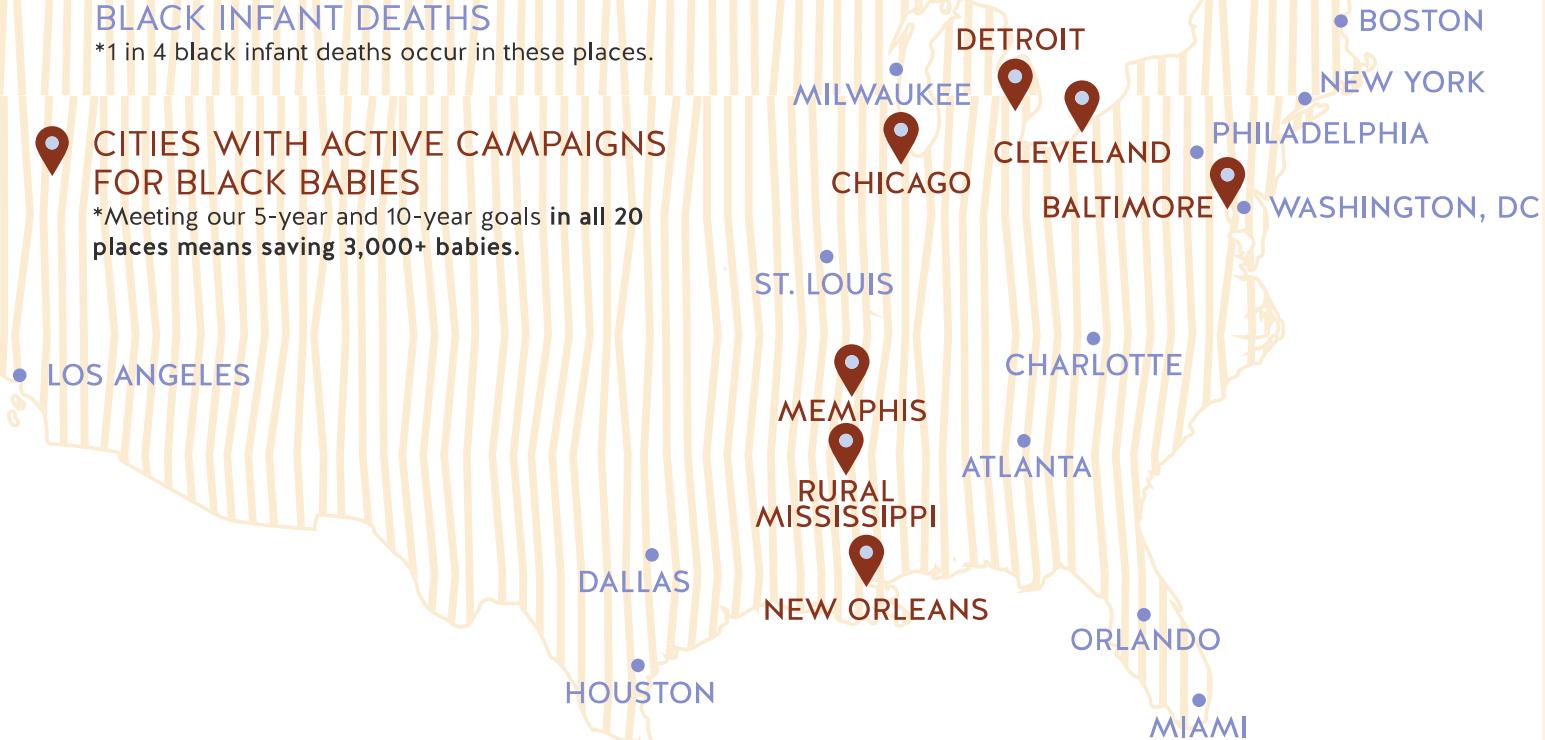 BLACK INFANT DEATHS
*1 in 4 black infant deaths occur in these places.
CITIES WITH ACTIVE CAMPAIGNS
FOR BLACK BABIES
*Meeting our 5-year and 10-year goals in all 20
places means saving 3,000+ babies.
BOSTON
DETROIT
NEW YORK
MILWAUKEE
PHILADELPHIA
CLEVELAND
CHICAGO
BALTIMORE
WASHINGTON, DC
ST. LOUIS
CHARLOTTE
LOS ANGELES
MEMPHIS
ATLANTA
RURAL
MISSISSIPPI
DALLAS
NEW ORLEANS
ORLANDO
HOUSTON
MIAMI